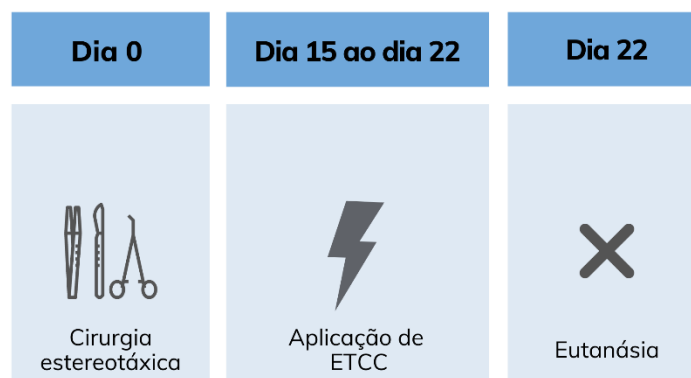 Dia 0
Dia 15 ao dia 22
Dia 22
Cirurgia
estereotáxica
Aplicação de
ETCC
Eutanásia